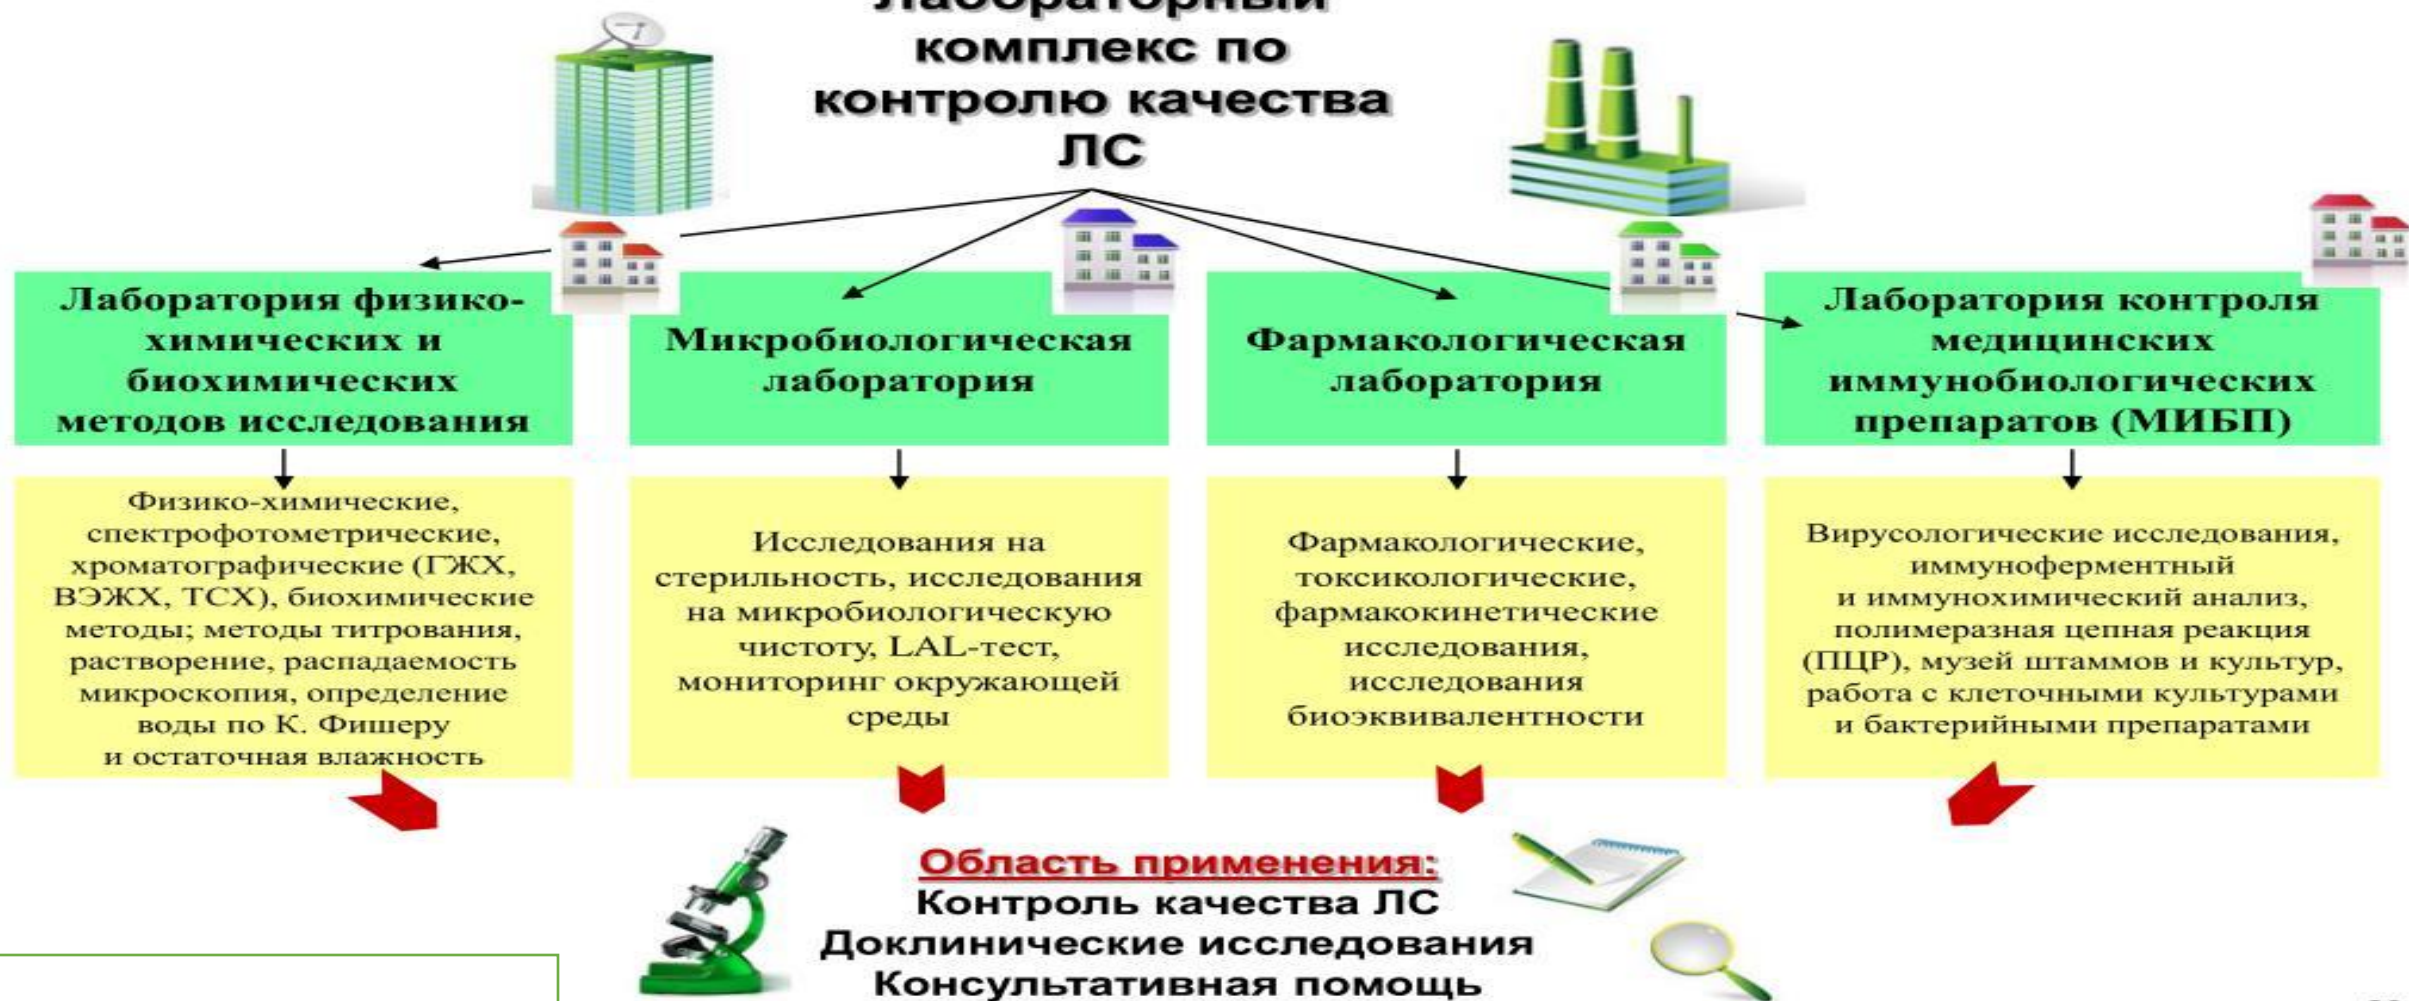 Лабораторный
комплекс по
контролю качества
ЛС
Лаборатория физико-
химических и
биохимических
методов исследования
Микробиологическая
лаборатория
Фармакологическая
лаборатория
Лаборатория контроля
медицинских
иммунобиологических
препаратов (МИБП)
Физико-химические,
спектрофотометрические,
хроматографические (ГЖХ,
ВЭЖХ, ТСХ), биохимические
методы; методы титрования,
растворение, распадаемость
микроскопия, определение
воды по К. Фишеру
и остаточная влажность
Исследования на
стерильность, исследования
на микробиологическую
чистоту, LAL-тест,
мониторинг окружающей
среды
Фармакологические,
токсикологические,
фармакокинетические
исследования,
исследования
биоэквивалентности
Вирусологические исследования,
иммуноферментный
и иммунохимический анализ,
полимеразная цепная реакция
(ПЦР), музей штаммов и культур,
работа с клеточными культурами
и бактерийными препаратами
Область применения:
Контроль качества ЛС
Доклинические исследования
Консультативная помощь